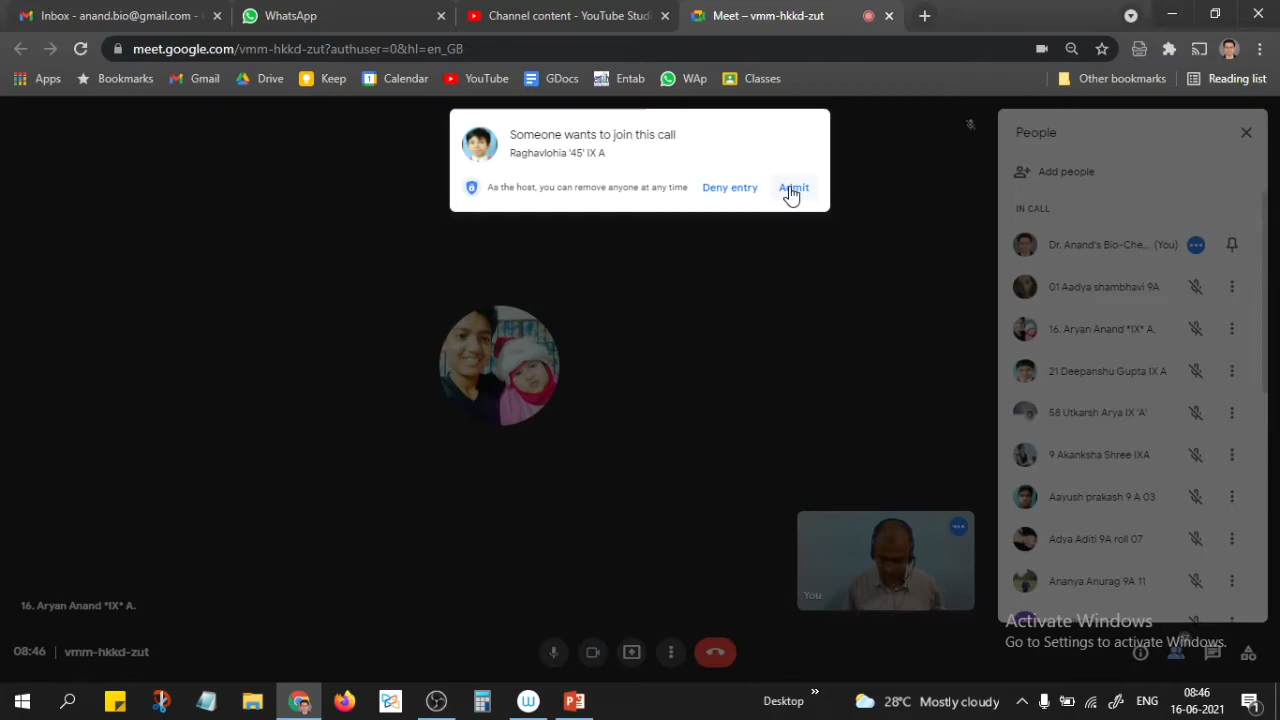 Inbox - anand.bio@gmail.com -
WhatsApp
Channel content - YouTube Studi
Meet – vmm-hkkd-zut
meet.google.com/vmm-hkkd-zut?authuser=0&hl=en_GB
Apps
Bookmarks
Gmail
Drive
Keep
Calendar
YouTube
GDocs
Entab
WAp
Classes
Other bookmarks
Reading list
Someone wants to join this call
Raghavlohia '45' IX A
As the host, you can remove anyone at any time
Deny entry
Admit
People
Add people
IN CALL
Dr. Anand's Bio-Che... (You)
01 Aadya shambhavi 9A
16. Aryan Anand *IX* A.
21 Deepanshu Gupta IX A
58 Utkarsh Arya IX 'A'
9 Akanksha Shree IXA
Aayush prakash 9 A 03
Adya Aditi 9A roll 07
Ananya Anurag 9A 11
You
16. Aryan Anand *IX* A.
Activate Windows
Go to Settings to activate Windows.
08:46 | vmm-hkkd-zut
Desktop
28°C Mostly cloudy
ENG
08:46
16-06-2021